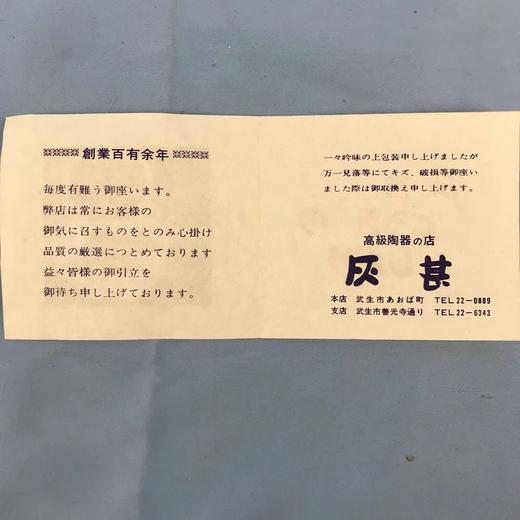 創業百有余年
毎度有難う御座います。
弊店は常にお客様の
御気に召すものをとのみ心掛け
品質の厳選につとめております
益々皆様の御引立を
御待ち申し上げております。
一々吟味の上包装申し上げましたが
万一見落等にてキズ、破損等御座い
ました際は御取換え申し上げます。
高級陶器の店
灰甚
本店 武生市あおば町 TEL 22-0889
支店 武生市善光寺通り TEL 22-6343